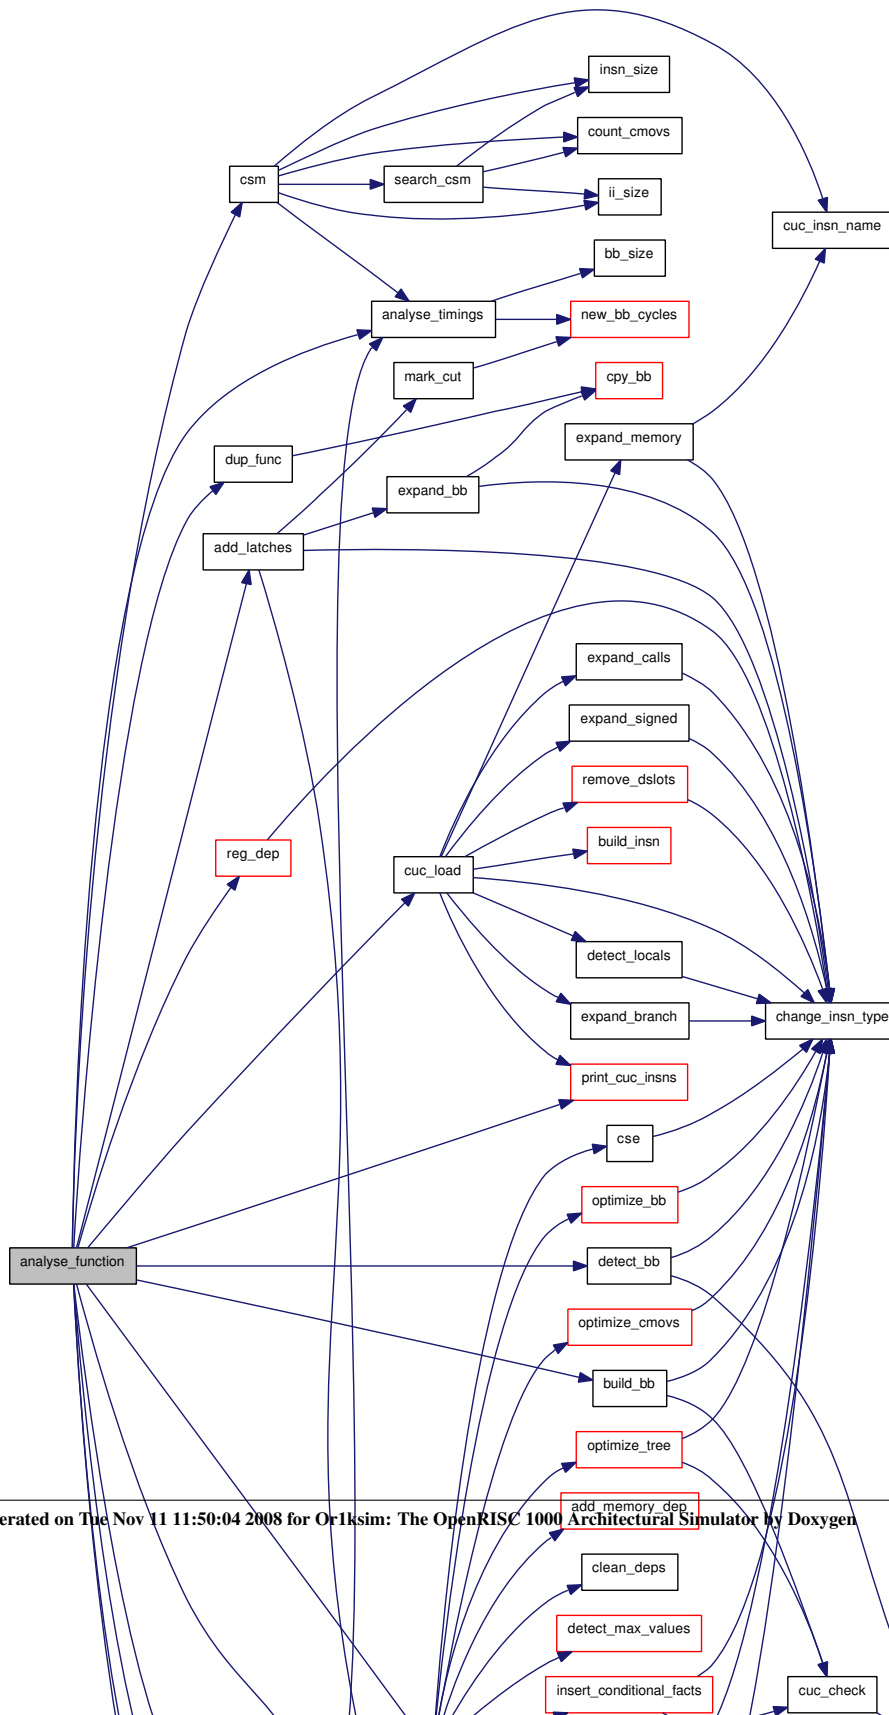 insn_size
count_cmovs
csm
search_csm
ii_size
cuc_insn_name
bb_size
analyse_timings
new_bb_cycles
mark_cut
cpy_bb
expand_memory
dup_func
expand_bb
add_latches
expand_calls
expand_signed
remove_dslots
build_insn
reg_dep
cuc_load
detect_locals
expand_branch
change_insn_type
print_cuc_insns
cse
optimize_bb
analyse_function
detect_bb
optimize_cmovs
build_bb
optimize_tree
add_memory_dep
erated on Tue Nov 11 11:50:04 2008 for Or1ksim: The OpenRISC 1000 Architectural Simulator by Doxygen
clean_deps
detect_max_values
insert_conditional_facts
cuc_check